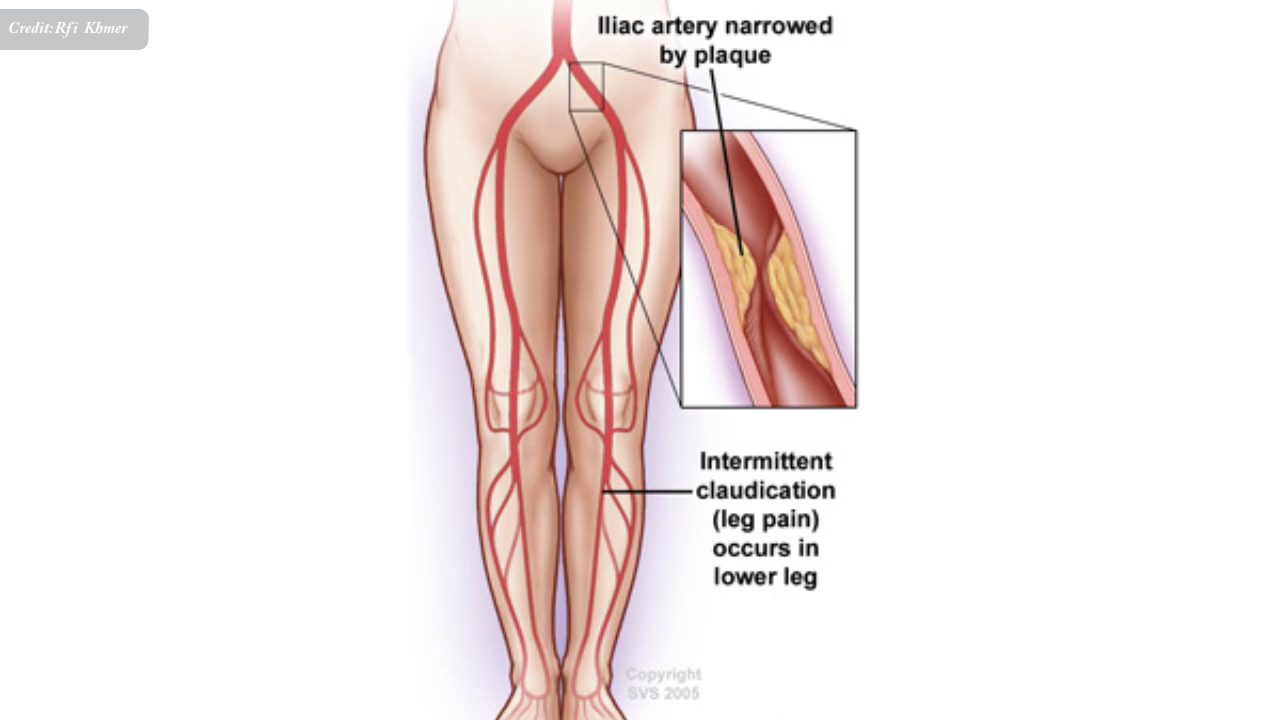 Credit:Rfi Khmer
Iliac artery narrowed
by plaque
Intermittent
claudication
(leg pain)
occurs in
lower leg
Copyright
SVS 2005